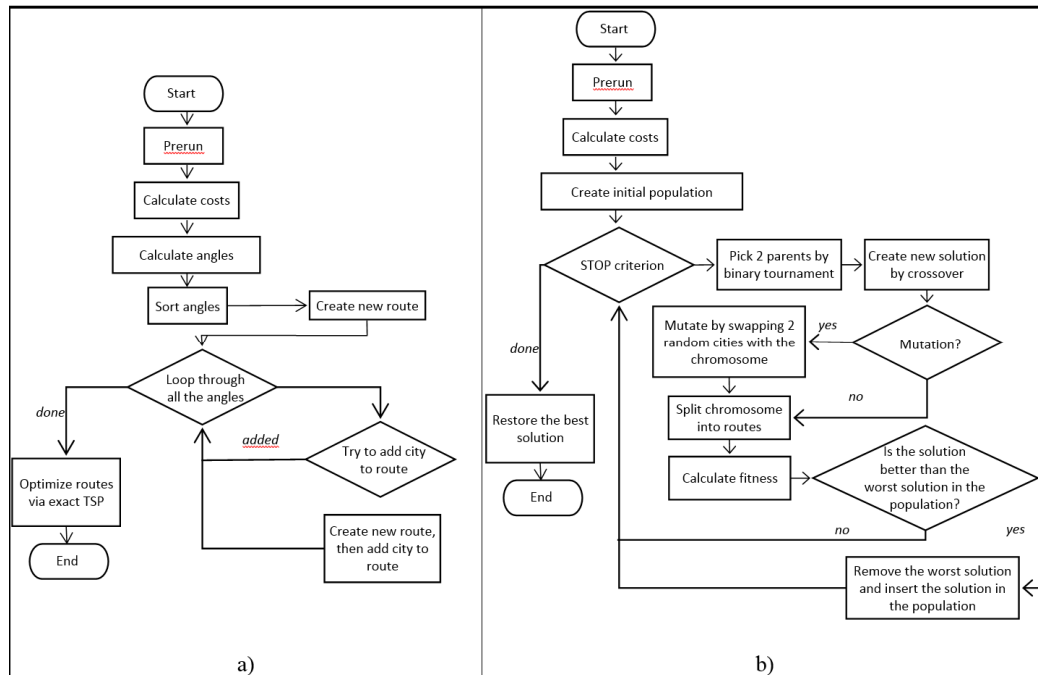 Start
Prerun
Calculate costs
Calculate angles
Sort angles
Create new route
Loop through
all the angles
done
added
Try to add city
to route
Optimize routes
via exact TSP
Create new route,
then add city to
route
End
a)
Start
Prerun
Calculate costs
Create initial population
STOP criterion
Pick 2 parents by
binary tournament
Create new solution
by crossover
Mutation?
yes
Mutate by swapping 2
random cities with the
chromosome
no
Split chromosome
into routes
done
Restore the best
solution
End
Calculate fitness
Is the solution
better than the
worst solution in the
population?
no
yes
Remove the worst solution
and insert the solution in
the population
b)